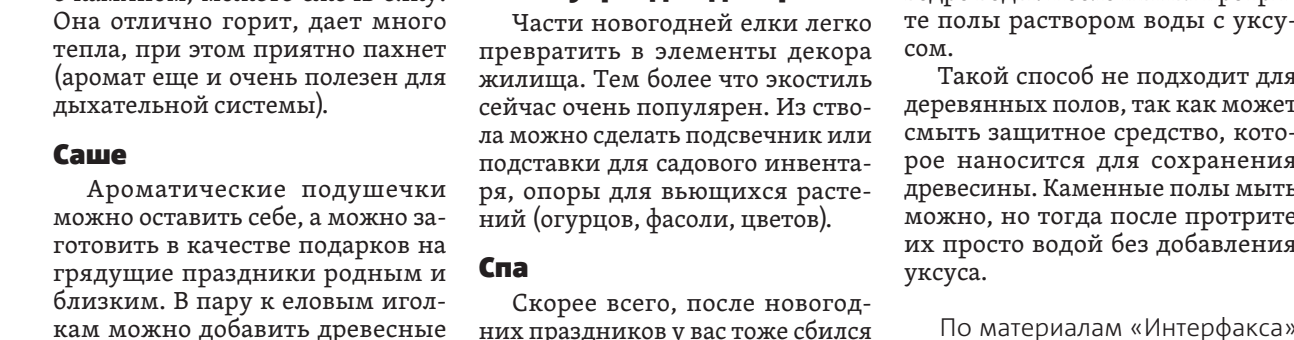 Она отлично горит, дает много
тепла, при этом приятно пахнет
(аромат еще и очень полезен для
дыхательной системы).
Саше
Ароматические подушечки
можно оставить себе, а можно за-
готовить в качестве подарков на
грядущие праздники родным и
близким. В пару к еловым игол-
кам можно добавить древесные
Части новогодней елки легко
превратить в элементы декора
жилища. Тем более что экостиль
сейчас очень популярен. Из ство-
ла можно сделать подсвечник или
подставки для садового инвента-
ря, опоры для вьющихся расте-
ний (огурцов, фасоли, цветов).
Спа
Скорее всего, после новогод-
них праздников у вас тоже сбился
те полы раствором воды с уксу-
сом.
Такой способ не подходит для
деревянных полов, так как может
смыть защитное средство, кото-
рое наносится для сохранения
древесины. Каменные полы мыть
можно, но тогда после протрите
их просто водой без добавления
уксуса.
По материалам «Интерфакса»